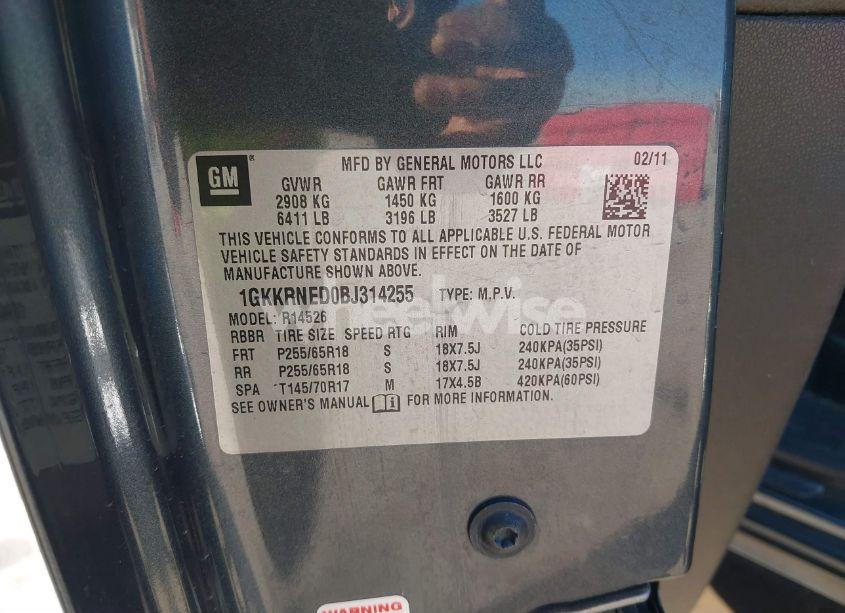 GM ® MFD BY GENERAL MOTORS LLC 02/11
GVWR GAWR FRT GAWR RR
2908 KG 1450 KG 1600 KG
6411 LB 3196 LB 3527 LB
THIS VEHICLE CONFORMS TO ALL APPLICABLE U.S. FEDERAL MOTOR
VEHICLE SAFETY STANDARDS IN EFFECT ON THE DATE OF
MANUFACTURE SHOWN ABOVE.
1GKKRNED0BJ314255 TYPE: M.P.V.
MODEL: R14526
RBBR TIRE SIZE SPEED RTG RIM COLD TIRE PRESSURE
FRT P255/65R18 S 18X7.5J 240KPA(35PSI)
RR P255/65R18 S 18X7.5J 240KPA(35PSI)
SPA T145/70R17 M 17X4.5B 420KPA(60PSI)
SEE OWNER'S MANUAL FOR MORE INFORMATION.
WARNING